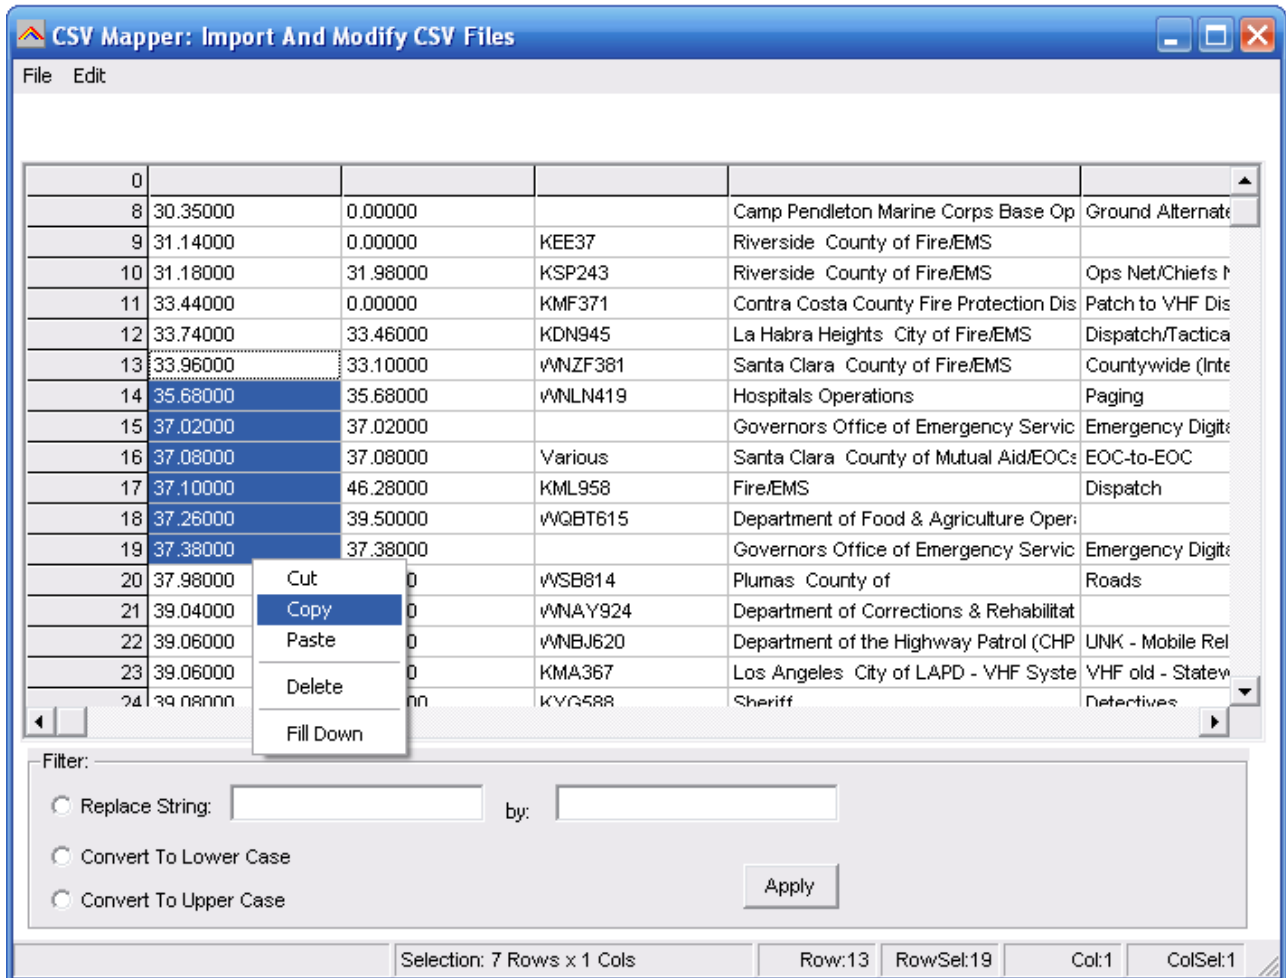 CSV Mapper: Import And Modify CSV Files
File Edit
0
8 30.35000 0.00000 Camp Pendleton Marine Corps Base Op Ground Alternate
9 31.14000 0.00000 KEE37 Riverside County of Fire/EMS
10 31.18000 31.98000 KSP243 Riverside County of Fire/EMS Ops Net/Chiefs
11 33.44000 0.00000 KMF371 Contra Costa County Fire Protection Dis Patch to VHF Dis
12 33.74000 33.46000 KDN945 La Habra Heights City of Fire/EMS Dispatch/Tactica
13 33.96000 33.10000 WNZF381 Santa Clara County of Fire/EMS Countywide (Inte
14 35.68000 35.68000 WNLN419 Hospitals Operations Paging
15 37.02000 37.02000 Governors Office of Emergency Servic Emergency Digita
16 37.08000 37.08000 Various Santa Clara County of Mutual Aid/EOCs EOC-to-EOC
17 37.10000 46.28000 KML958 Fire/EMS Dispatch
18 37.26000 39.50000 WQBT615 Department of Food & Agriculture Oper
19 37.38000 37.38000 Governors Office of Emergency Servic Emergency Digita
20 37.98000 Cut 0 WSB814 Plumas County of Roads
21 39.04000 Copy 0 WNAY924 Department of Corrections & Rehabilitat
22 39.06000 Paste 0 WNBJ620 Department of the Highway Patrol (CHP UNK - Mobile Rel
23 39.06000 Delete 0 KMA367 Los Angeles City of LAPD - VHF Syste VHF old - Statew
24 39.08000 00 KYG588 Sheriff Detectives
Fill Down
Filter:
Replace String: by:
Convert To Lower Case
Convert To Upper Case
Apply
Selection: 7 Rows x 1 Cols Row:13 RowSel:19 Col:1 ColSel:1